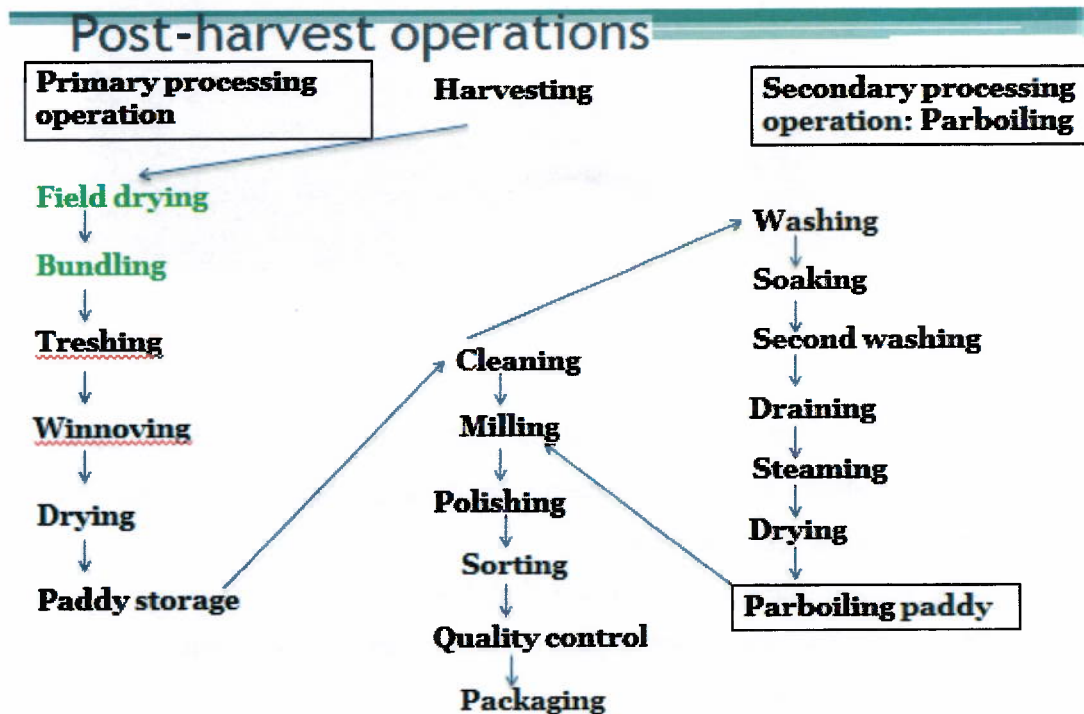 Post-harvest operations
Primary processing
operation
Field drying
Bundling
Treshing
Winnoving
Drying
Paddy storage
Harvesting
Cleaning
Milling
Polishing
Sorting
Quality control
Packaging
Secondary processing
operation: Parboiling
Washing
Soaking
Second washing
Draining
Steaming
Drying
Parboiling paddy